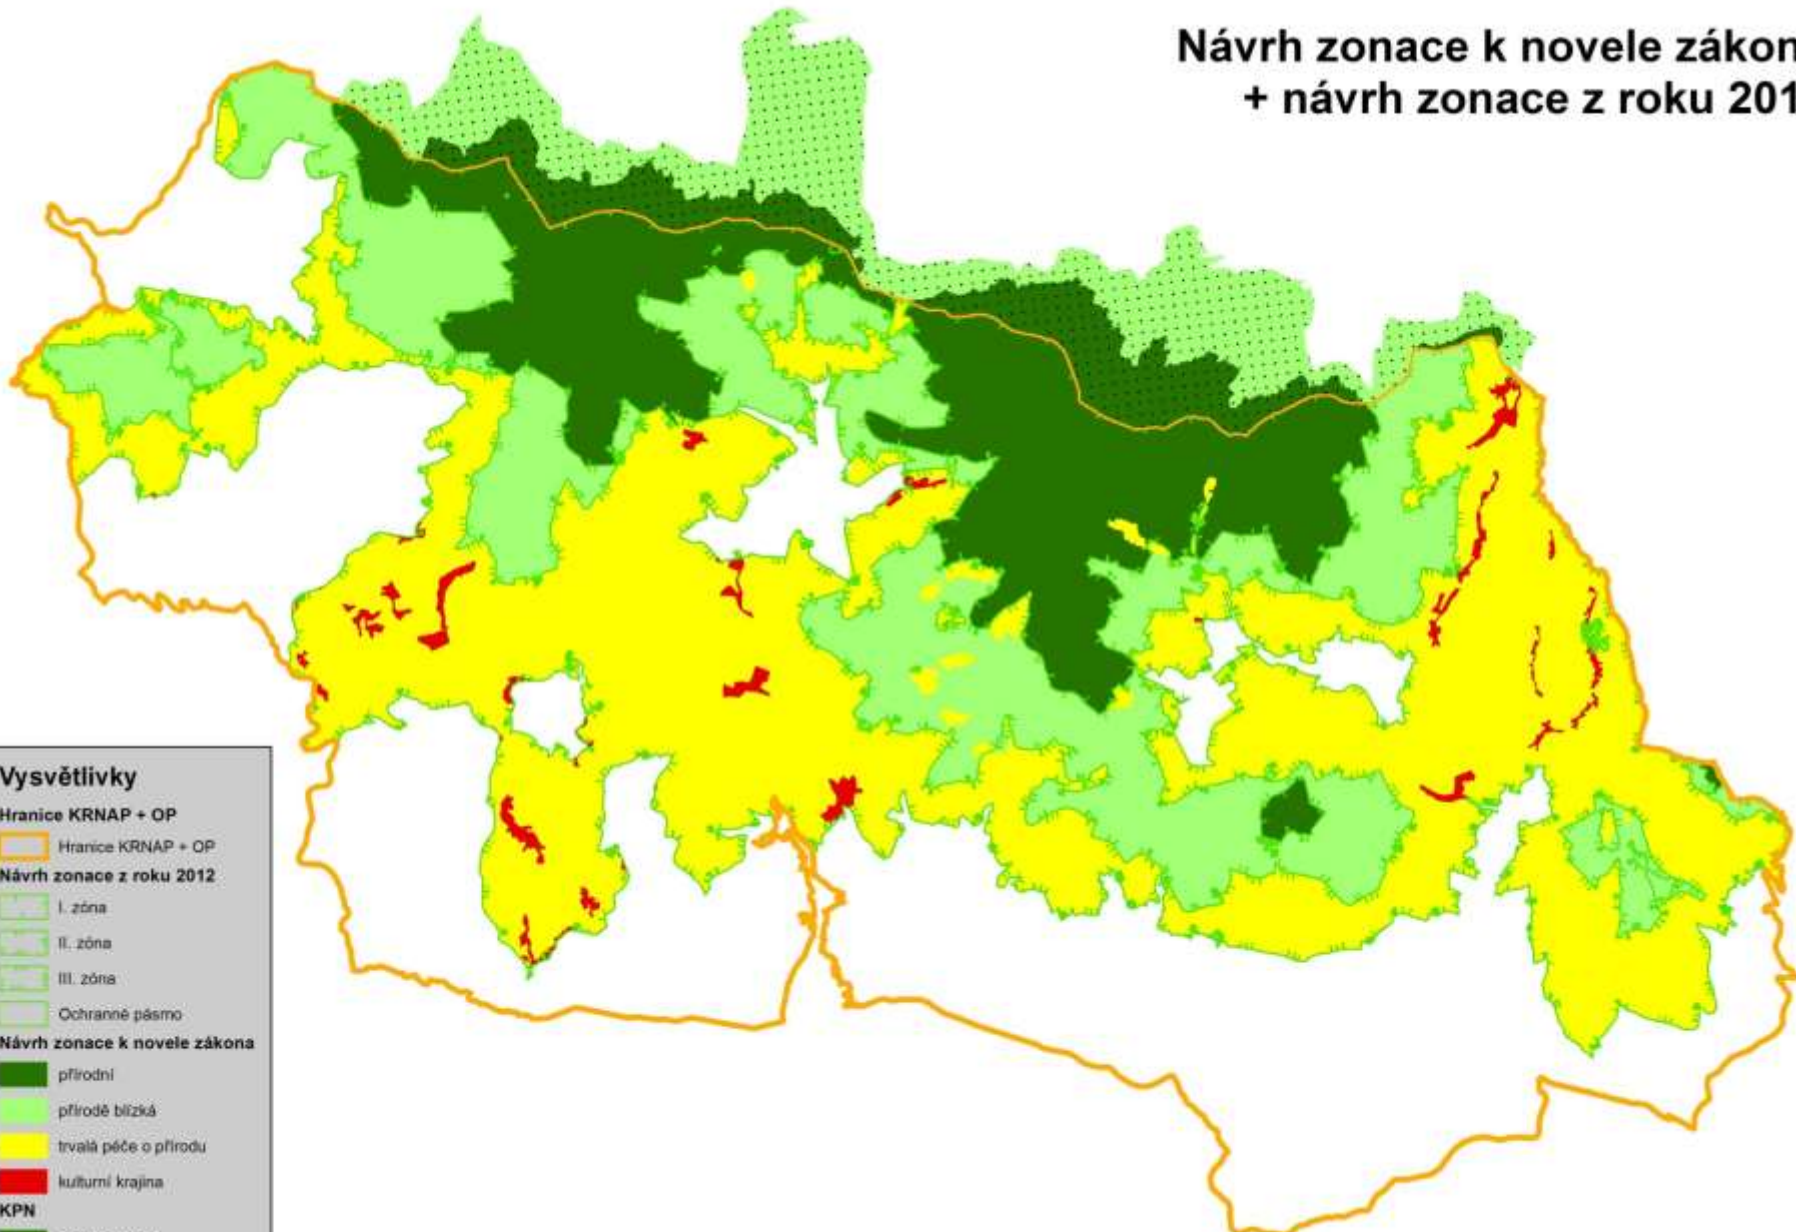 Návrh zonace k novele zákon
+ návrh zonace z roku 201
Vysvětlivky
Hranice KRNAP + OP
Hranice KRNAP + OP
Návrh zonace z roku 2012
I. zóna
II. zóna
III. zóna
Ochranné pásmo
Návrh zonace k novele zákona
přírodní
přírodě blízká
trvalá péče o přírodu
kulturní krajina
KPN